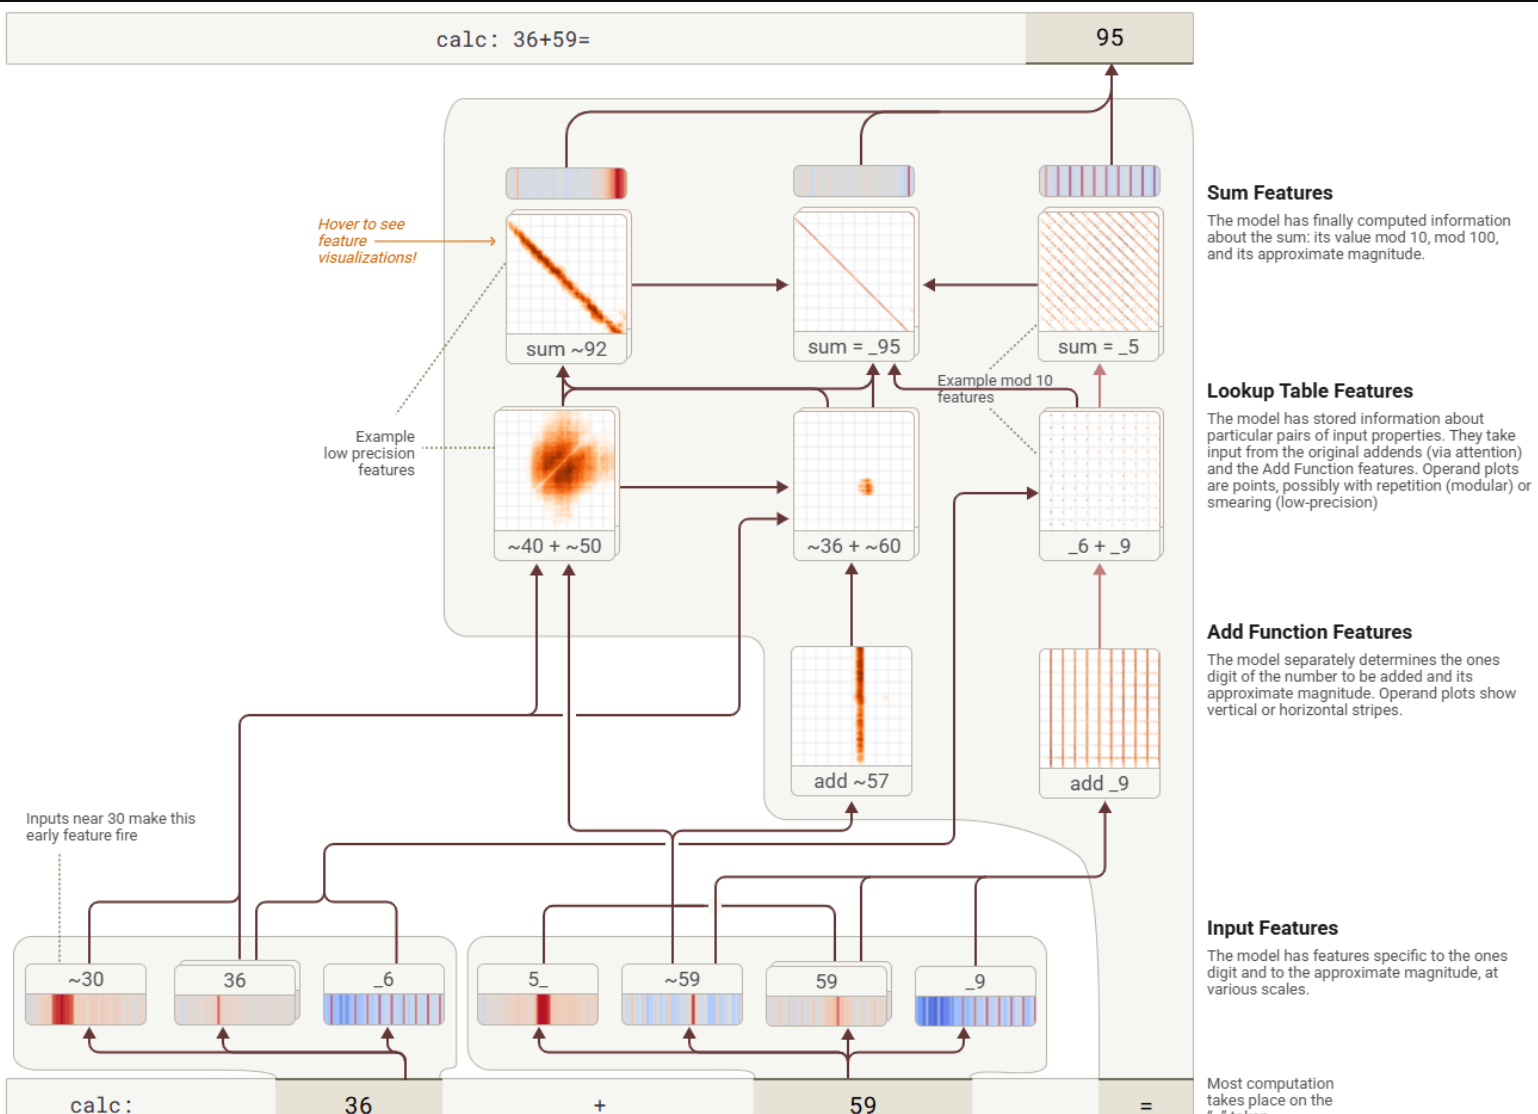 calc: 36+59=
95
Sum Features
The model has finally computed information
about the sum: its value mod 10, mod 100,
and its approximate magnitude.
Hover to see
feature
visualizations!
sum ~92
sum = _95
sum = _5
Example mod 10
features
Lookup Table Features
The model has stored information about
particular pairs of input properties. They take
input from the original addends (via attention)
and the Add Function features. Operand plots
are points, possibly with repetition (modular) or
smearing (low-precision)
Example
low precision
features
~40 + ~50
~36 + ~60
_6 + _9
Add Function Features
The model separately determines the ones
digit of the number to be added and its
approximate magnitude. Operand plots show
vertical or horizontal stripes.
add ~57
add _9
Inputs near 30 make this
early feature fire
Input Features
The model has features specific to the ones
digit and to the approximate magnitude, at
various scales.
~30
36
_6
5_
~59
59
_9
Most computation
takes place on the
calc:
36
+
59
=